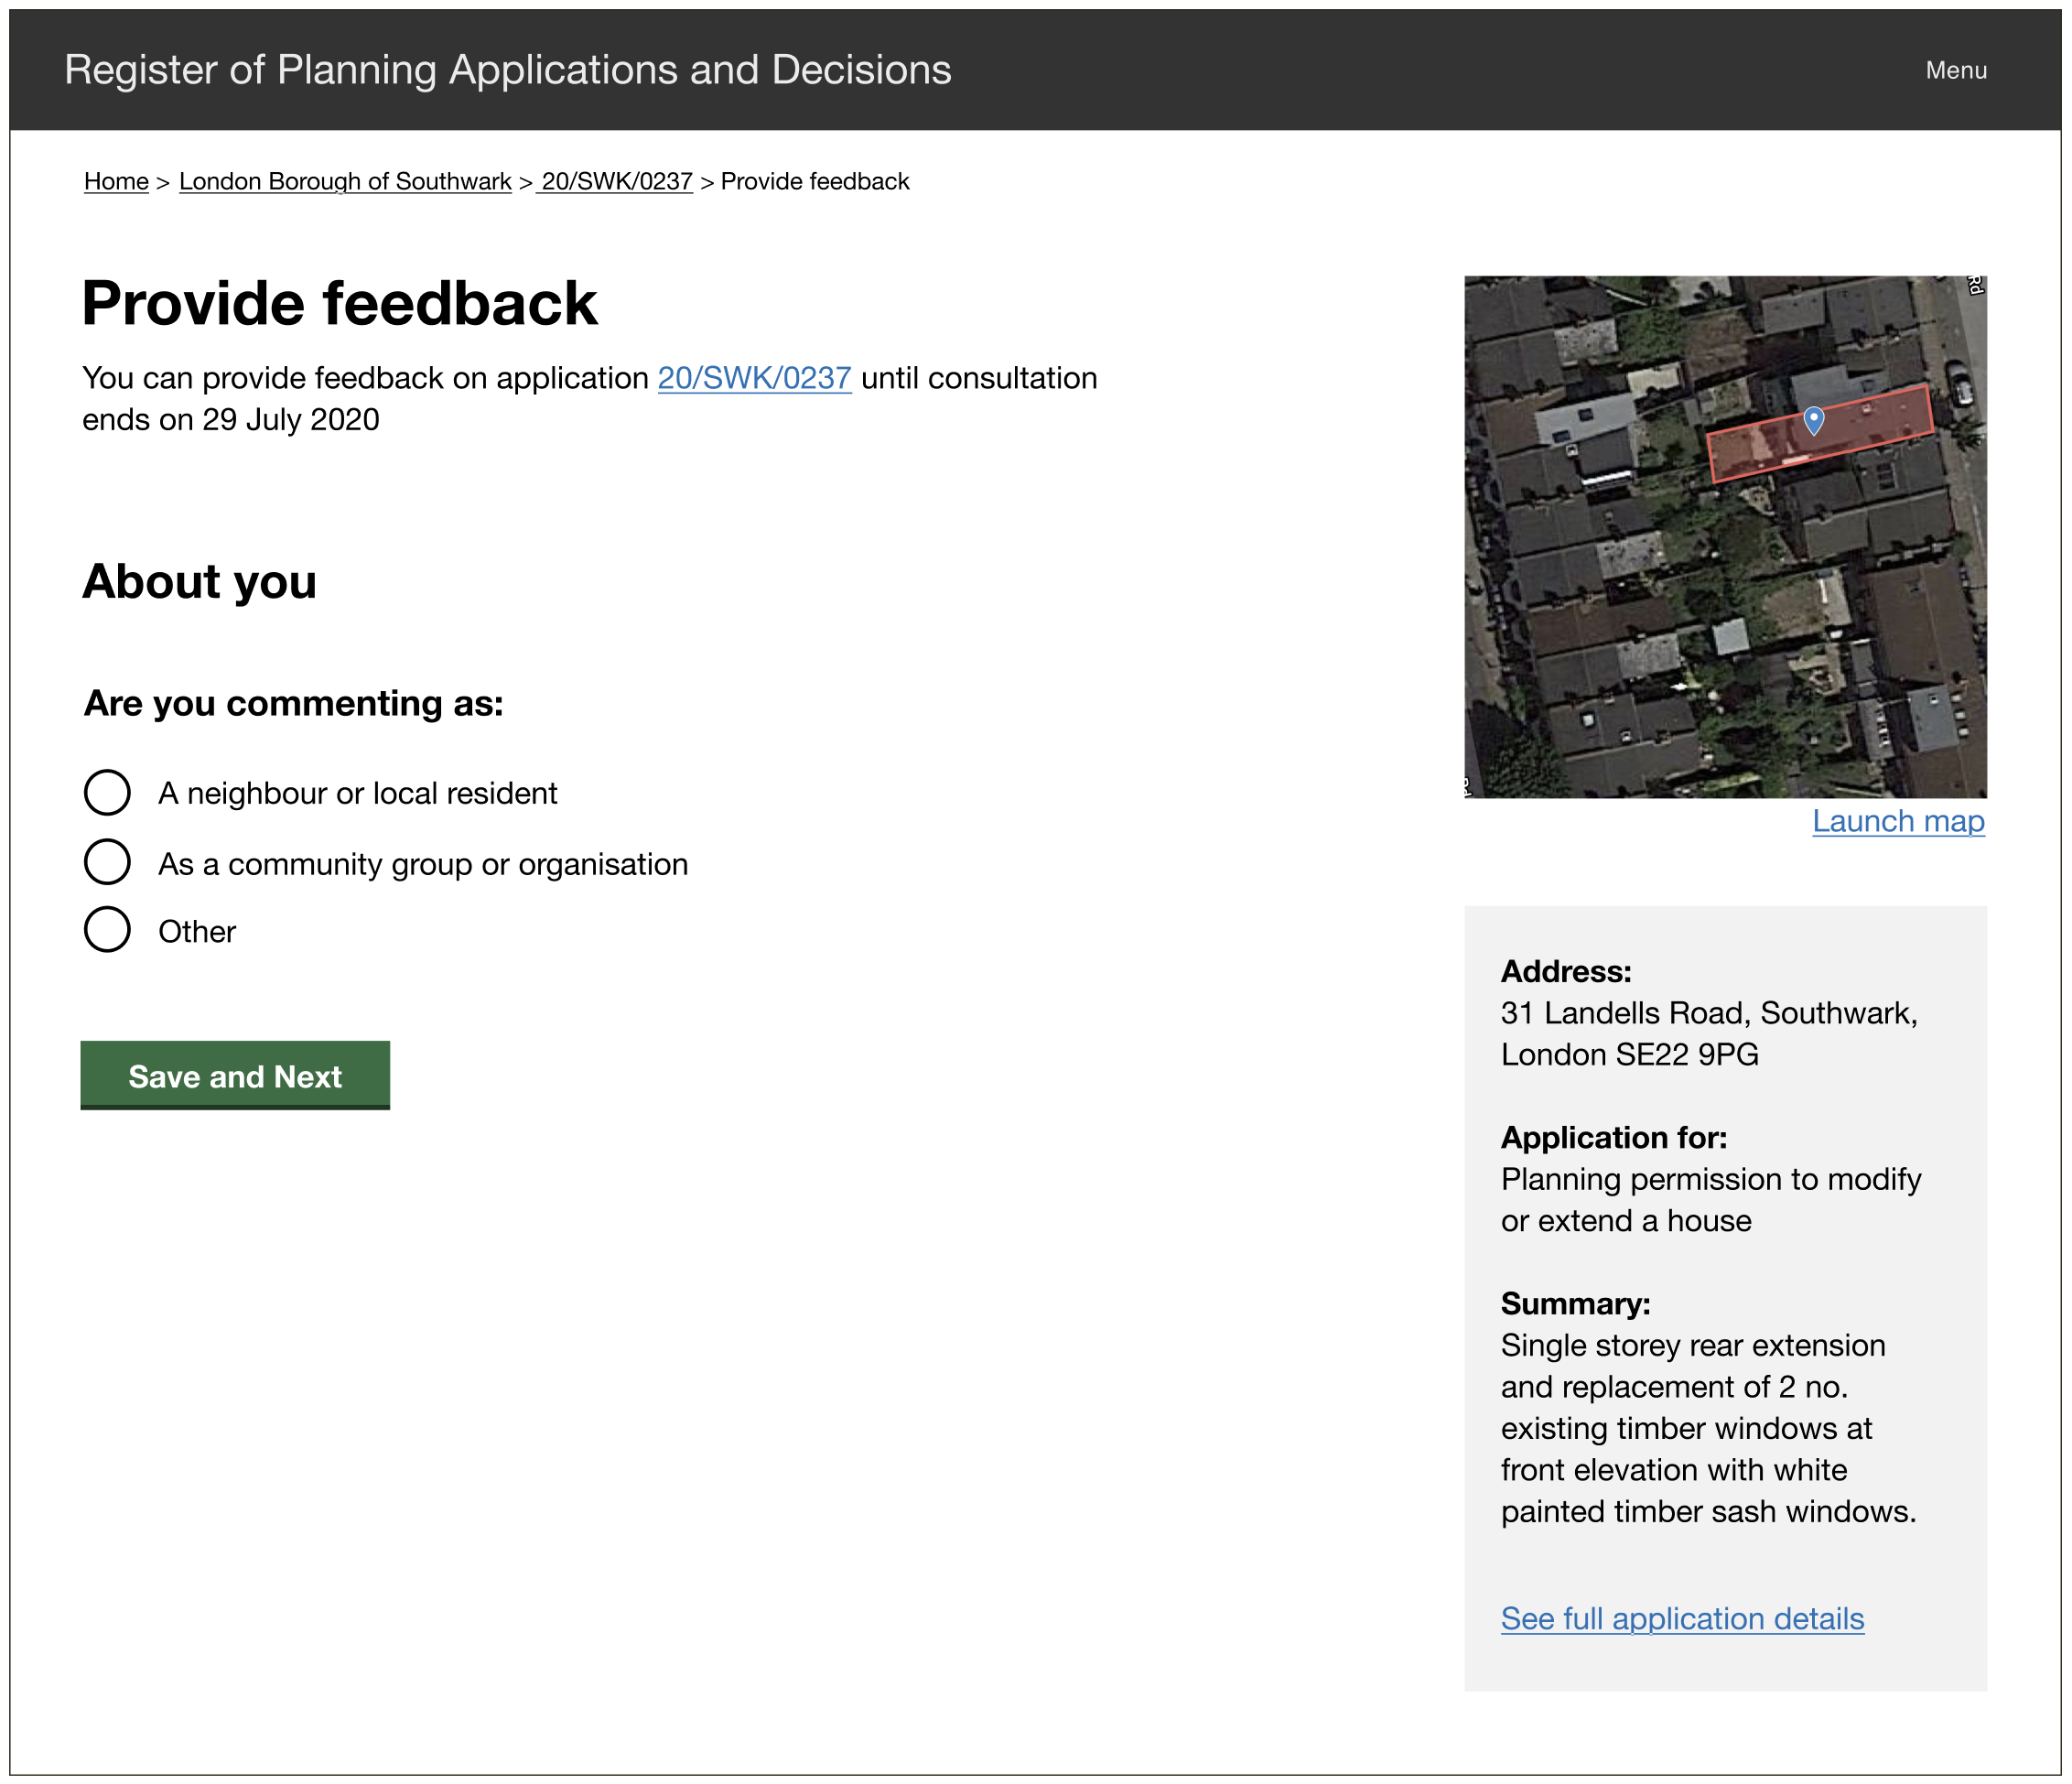 Register of Planning Applications and Decisions
Menu
Home > London Borough of Southwark > 20/SWK/0237 > Provide feedback
Provide feedback
You can provide feedback on application 20/SWK/0237 until consultation
ends on 29 July 2020
About you
Are you commenting as:
A neighbour or local resident
As a community group or organisation
Other
Save and Next
Rd
Rd
Launch map
Address:
31 Landells Road, Southwark,
London SE22 9PG
Application for:
Planning permission to modify
or extend a house
Summary:
Single storey rear extension
and replacement of 2 no.
existing timber windows at
front elevation with white
painted timber sash windows.
See full application details